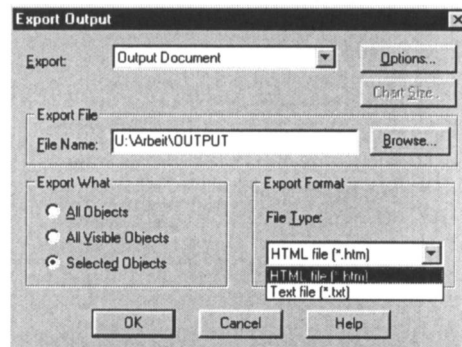 Export Output
Export: Output Document Options...
Chart Size...
Export File
File Name: U:\Arbeit\OUTPUT Browse...
Export What
All Objects
All Visible Objects
Selected Objects
Export Format
File Type:
HTML file (*.htm)
HTML file (*.htm)
Text file (*.txt)
OK Cancel Help